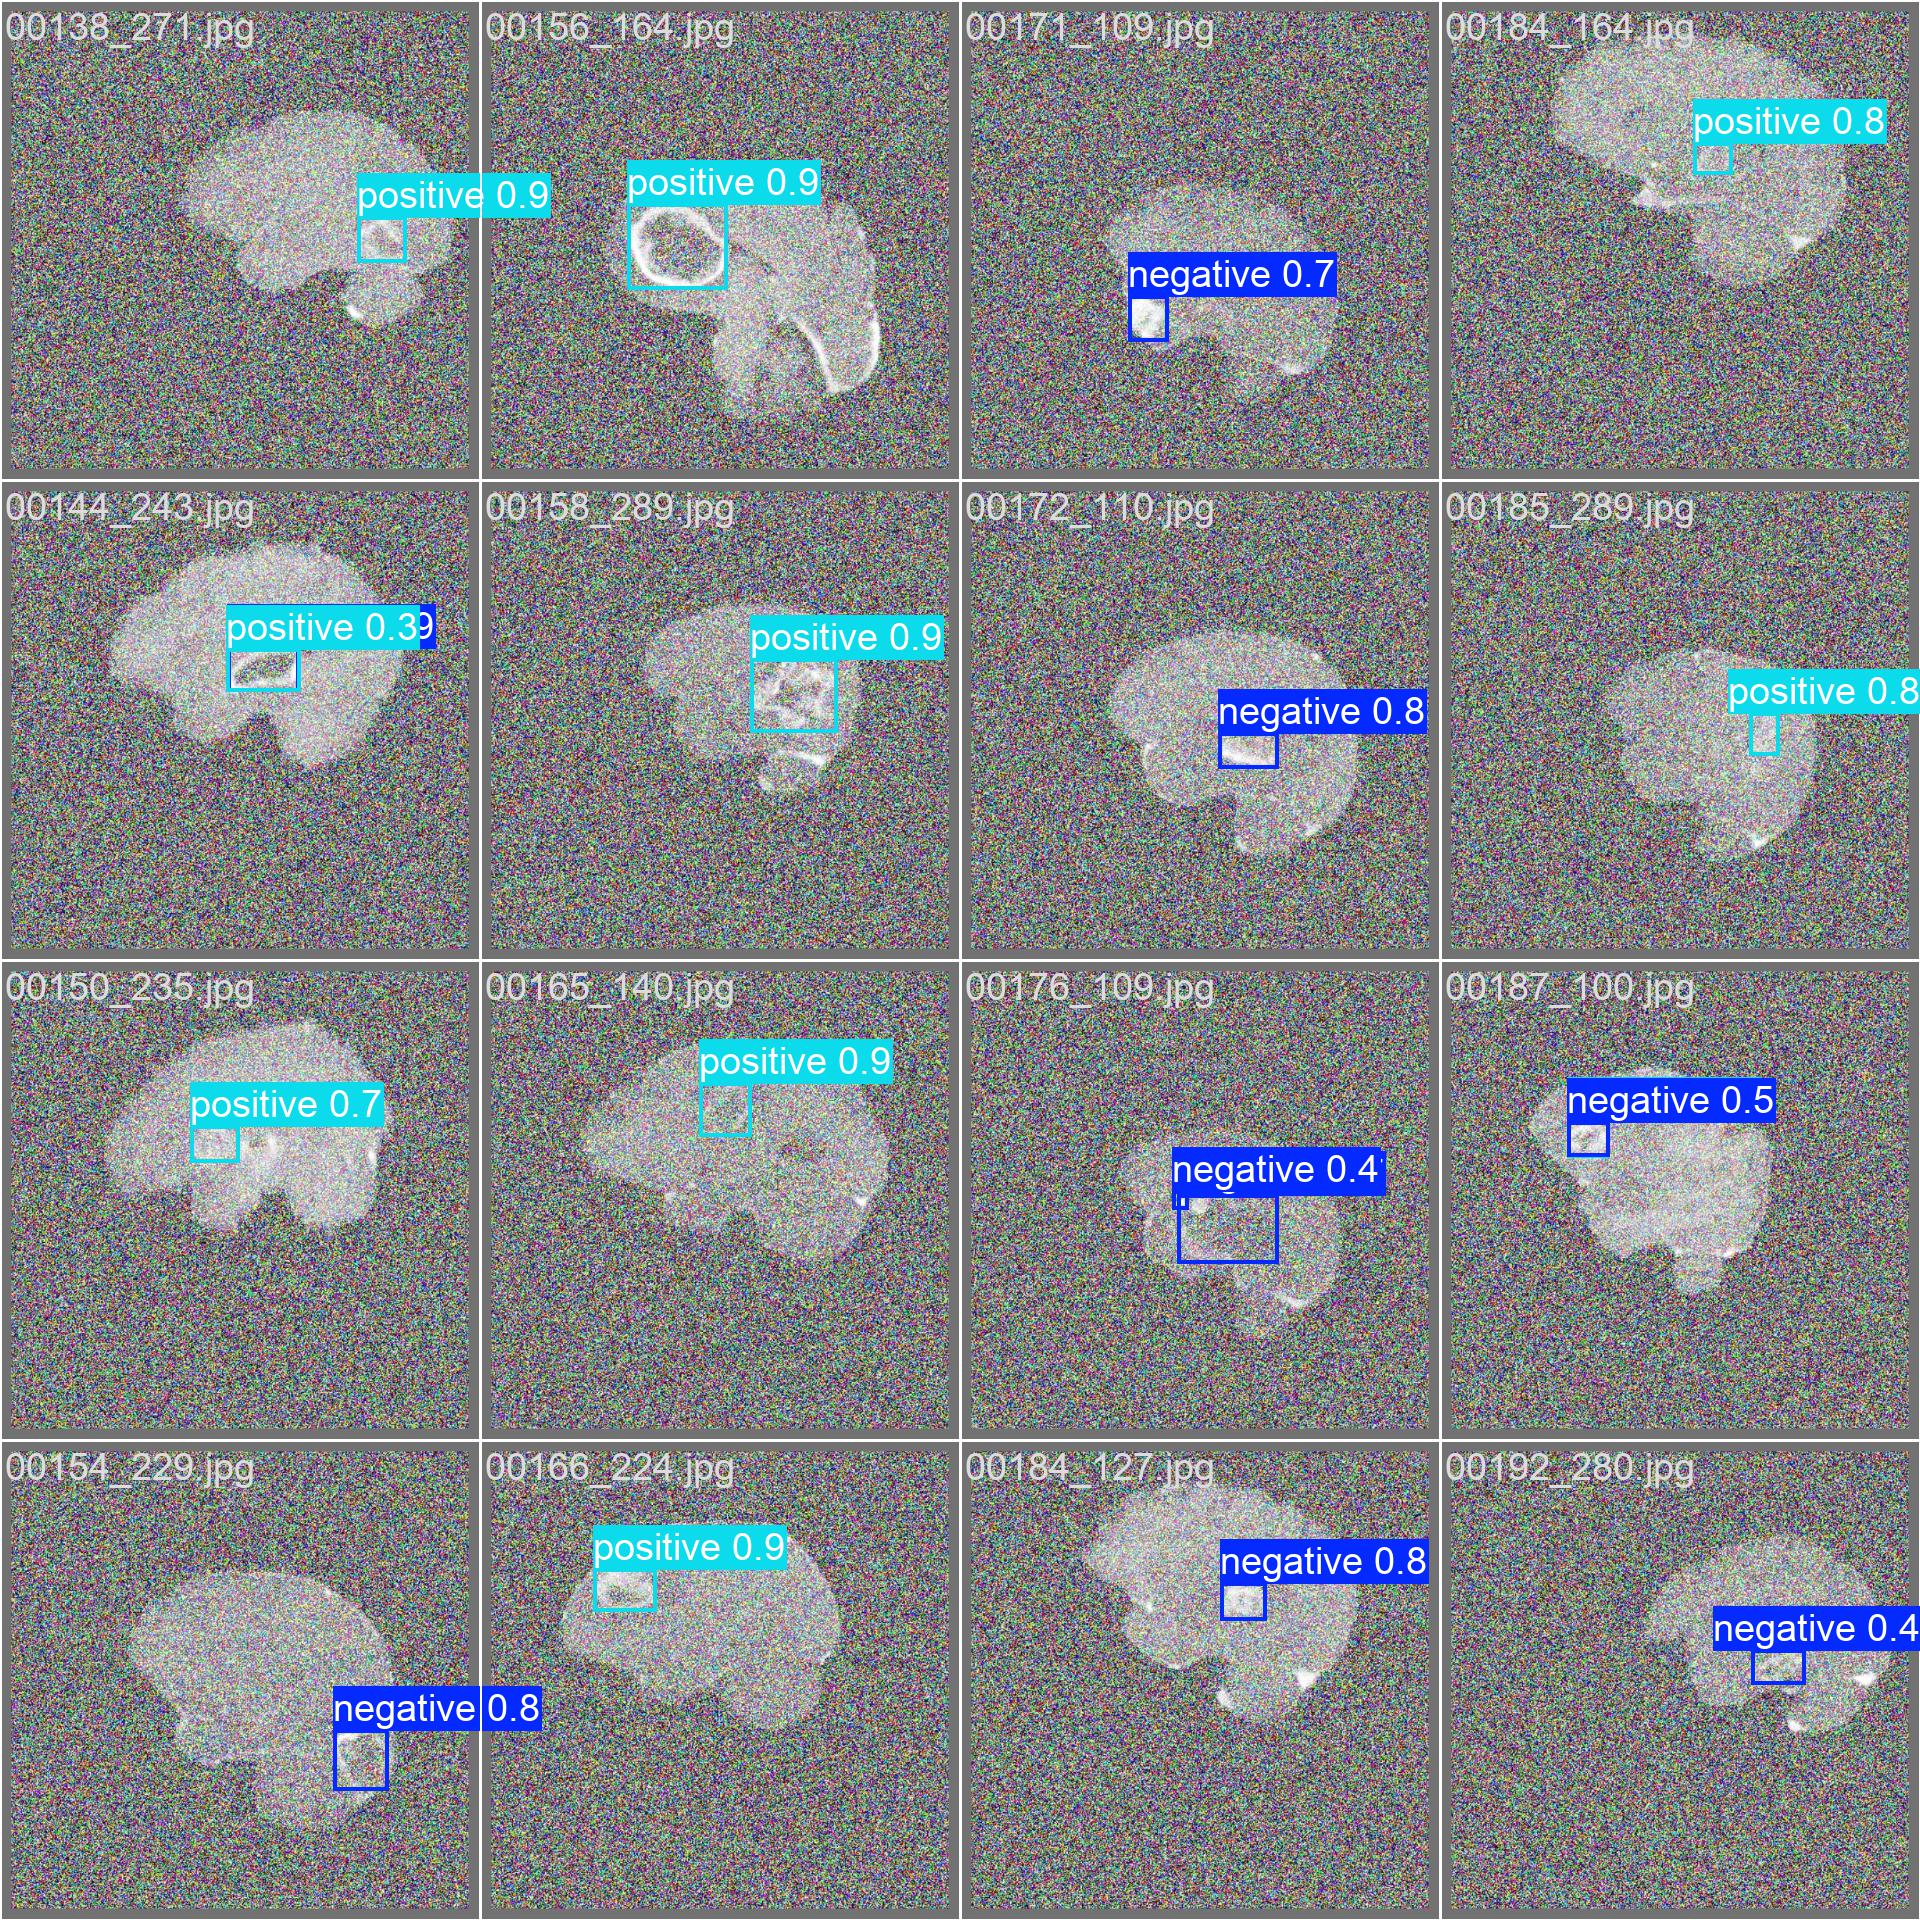 00138_271.jpg
positive 0.9
00156_164.jpg
positive 0.9
00171_109.jpg
negative 0.7
00184_164.jpg
positive 0.8
00144_243.jpg
positive 0.3
9
00158_289.jpg
positive 0.9
00172_110.jpg
negative 0.8
00185_289.jpg
positive 0.8
00150_235.jpg
positive 0.7
00165_140.jpg
positive 0.9
00176_109.jpg
negative 0.4
00187_100.jpg
negative 0.5
00154_229.jpg
negative 0.8
00166_224.jpg
positive 0.9
00184_127.jpg
negative 0.8
00192_280.jpg
negative 0.4